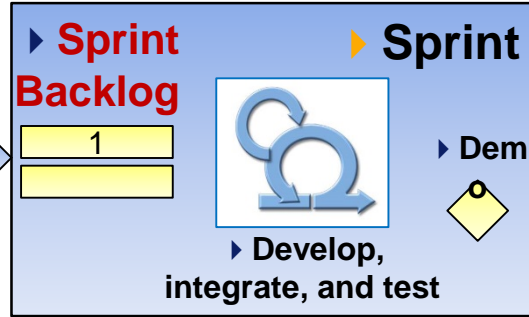 Sprint
Backlog
1
Sprint
Develop,
integrate, and test
Dem
o